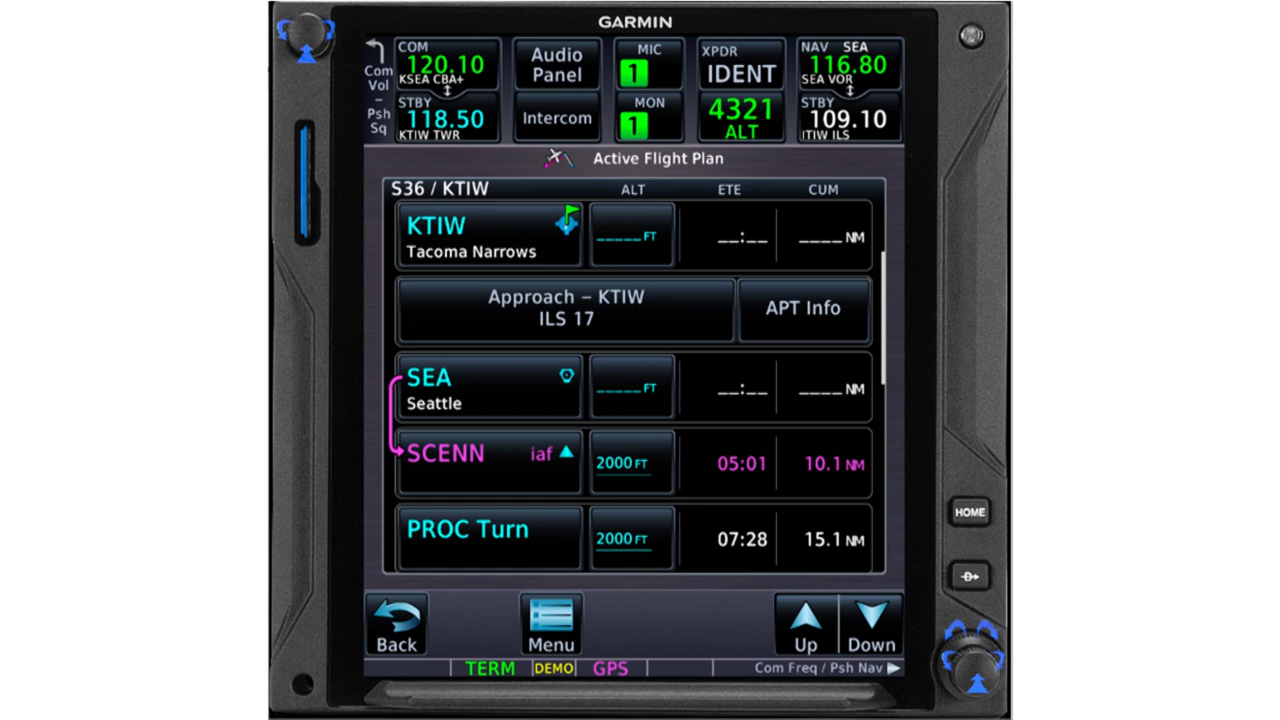 GARMIN
Com
Vol
-
Psh
Sq
COM
120.10
KSEA CBA+
STBY
118.50
KTIW TWR
Audio
Panel
Intercom
MIC
1
MON
1
XPDR
IDENT
4321
ALT
NAV SEA
116.80
SEA VOR
STBY
109.10
ITIW ILS
Active Flight Plan
S36 / KTIW ALT ETE CUM
KTIW
Tacoma Narrows
_____FT __:__ ____NM
Approach – KTIW
ILS 17
APT Info
SEA
Seattle
_____FT __:__ ____NM
SCENN iaf 2000FT 05:01 10.1NM
PROC Turn 2000FT 07:28 15.1NM
HOME
D
Back Menu Up Down
TERM DEMO GPS Com Freq / Psh Nav